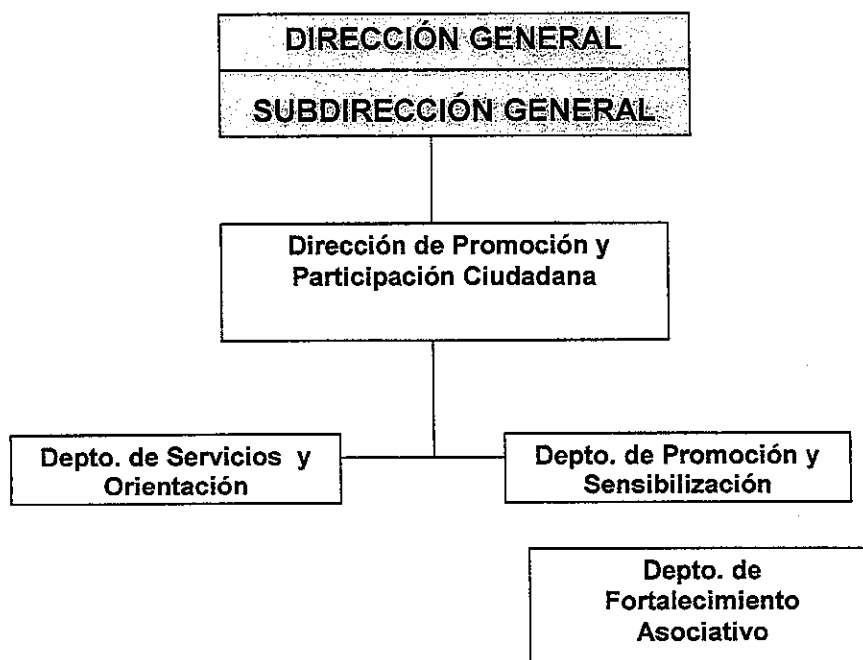 DIRECCIÓN GENERAL
SUBDIRECCIÓN GENERAL
Dirección de Promoción y
Participación Ciudadana
Depto. de Servicios y
Orientación
Depto. de Promoción y
Sensibilización
Depto. de
Fortalecimiento
Asociativo